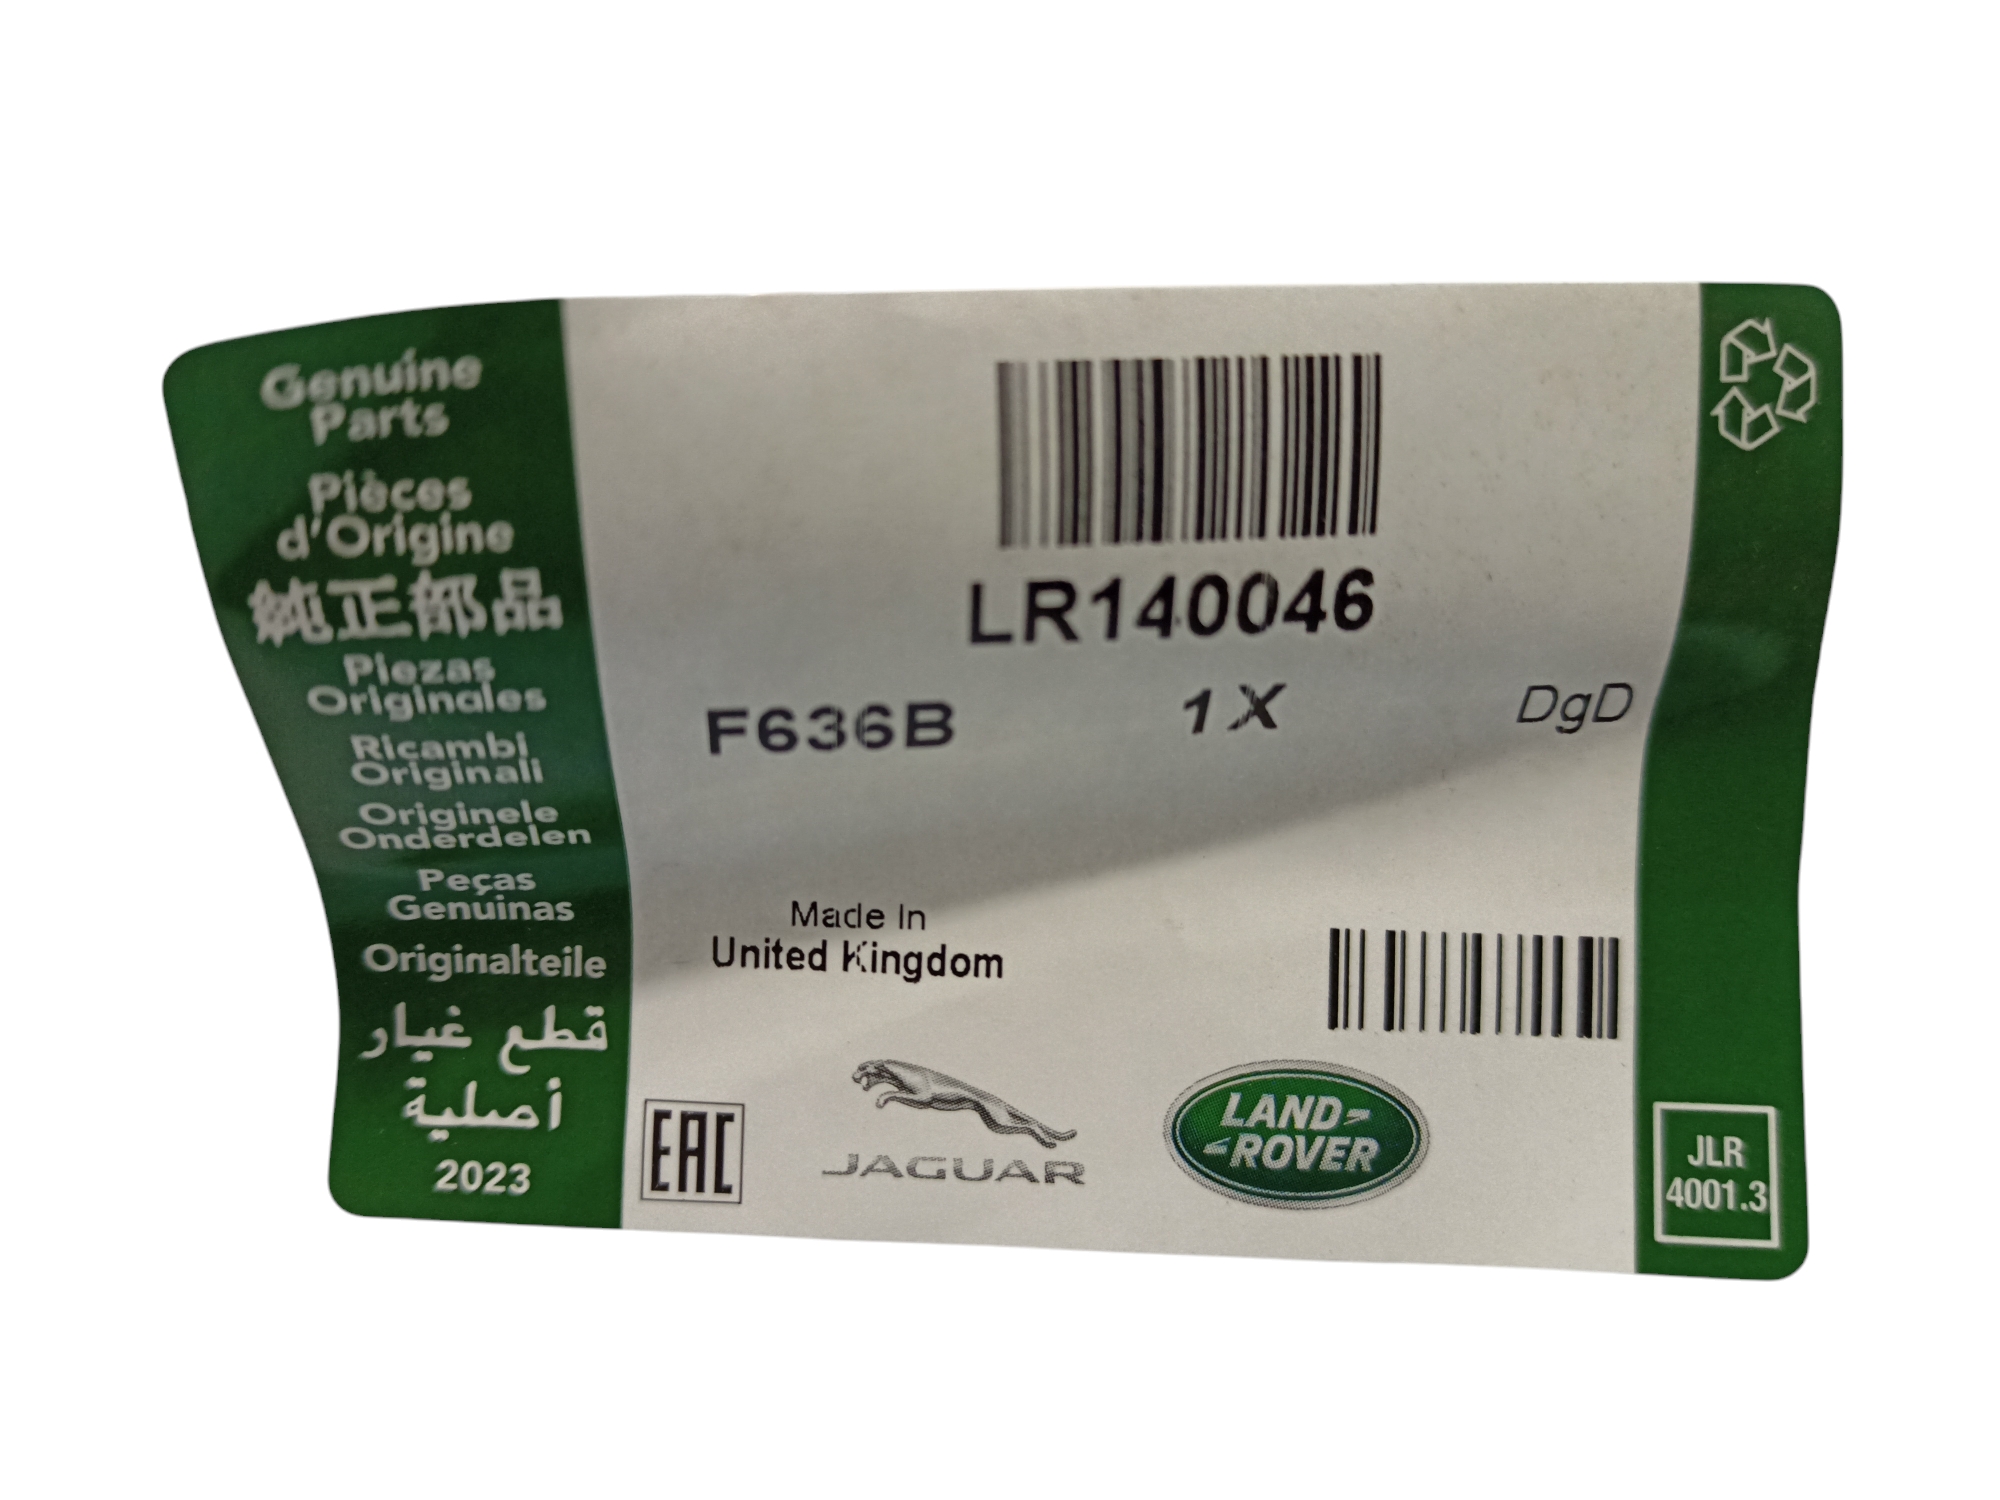 Genuine
Parts
Pièces
d'Origine
純正部品
Piezas
Originales
Ricambi
Originali
Originele
Onderdelen
Peças
Genuinas
Originalteile
قطع غيار
أصلية
2023
LR140046
F636B 1X DgD
Made In
United Kingdom
EAC
JAGUAR
LAND
ROVER
JLR
4001.3